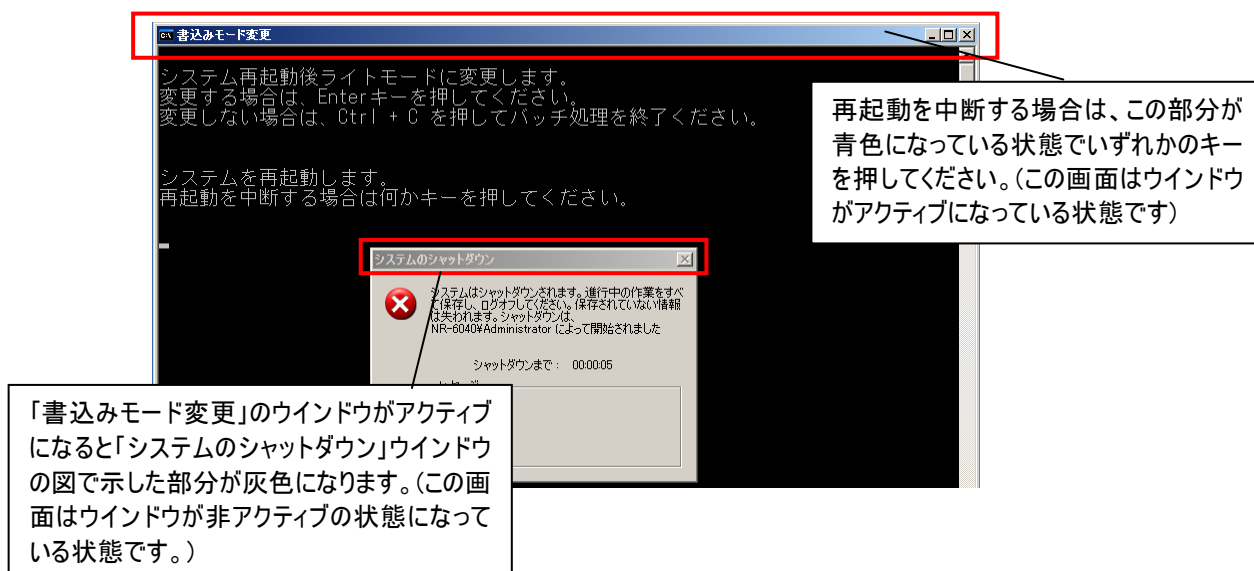 書込みモード変更
システム再起動後ライトモードに変更します。
変更する場合は、Enterキーを押してください。
変更しない場合は、Ctrl + C を押してバッチ処理を終了ください。
システムを再起動します。
再起動を中断する場合は何かキーを押してください。
再起動を中断する場合は、この部分が
青色になっている状態でいずれかのキー
を押してください。(この画面はウインドウ
がアクティブになっている状態です)
システムのシャットダウン
システムはシャットダウンされます。進行中の作業をすべ
て保存し、ログオフしてください。保存されていない情報
は失われます。シャットダウンは、
NR-6040¥Administrator によって開始されました
シャットダウンまで : 00:00:05
「書込みモード変更」のウインドウがアクティブ
になると「システムのシャットダウン」ウインドウ
の図で示した部分が灰色になります。(この画
面はウインドウが非アクティブの状態になって
いる状態です。)